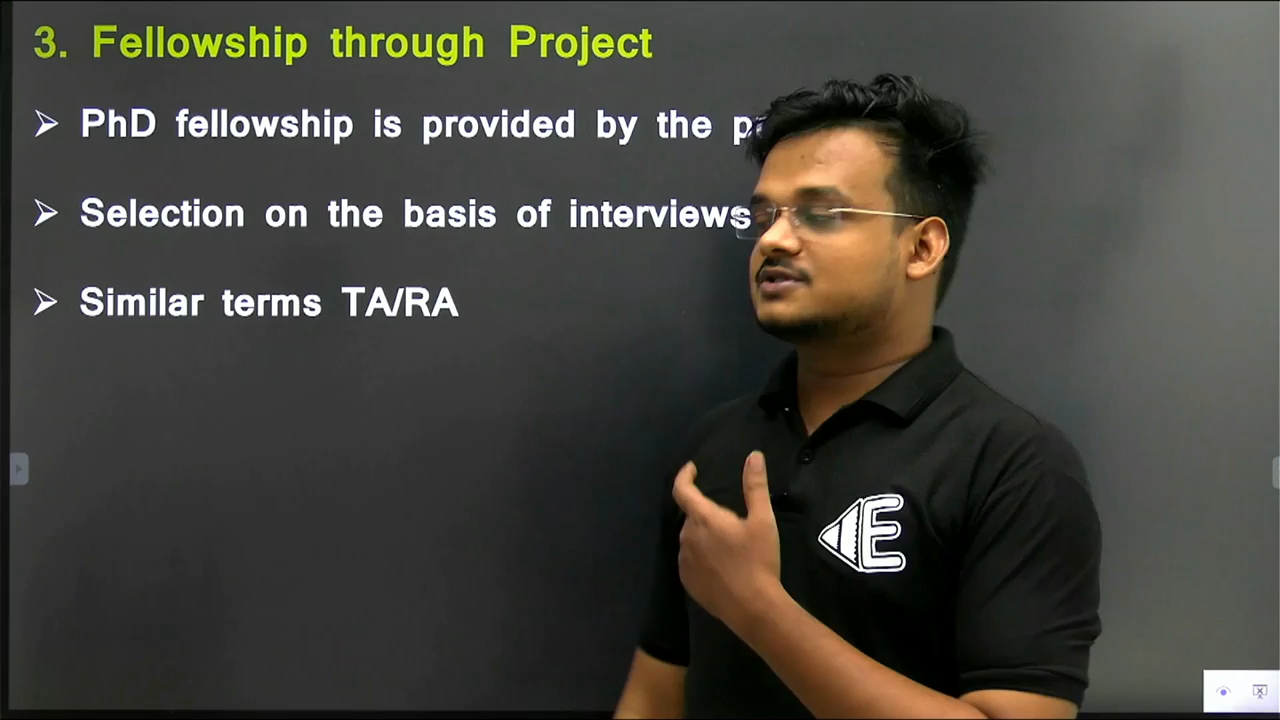 3. Fellowship through Project
➢ PhD fellowship is provided by the
➢ Selection on the basis of interviews
➢ Similar terms TA/RA
E